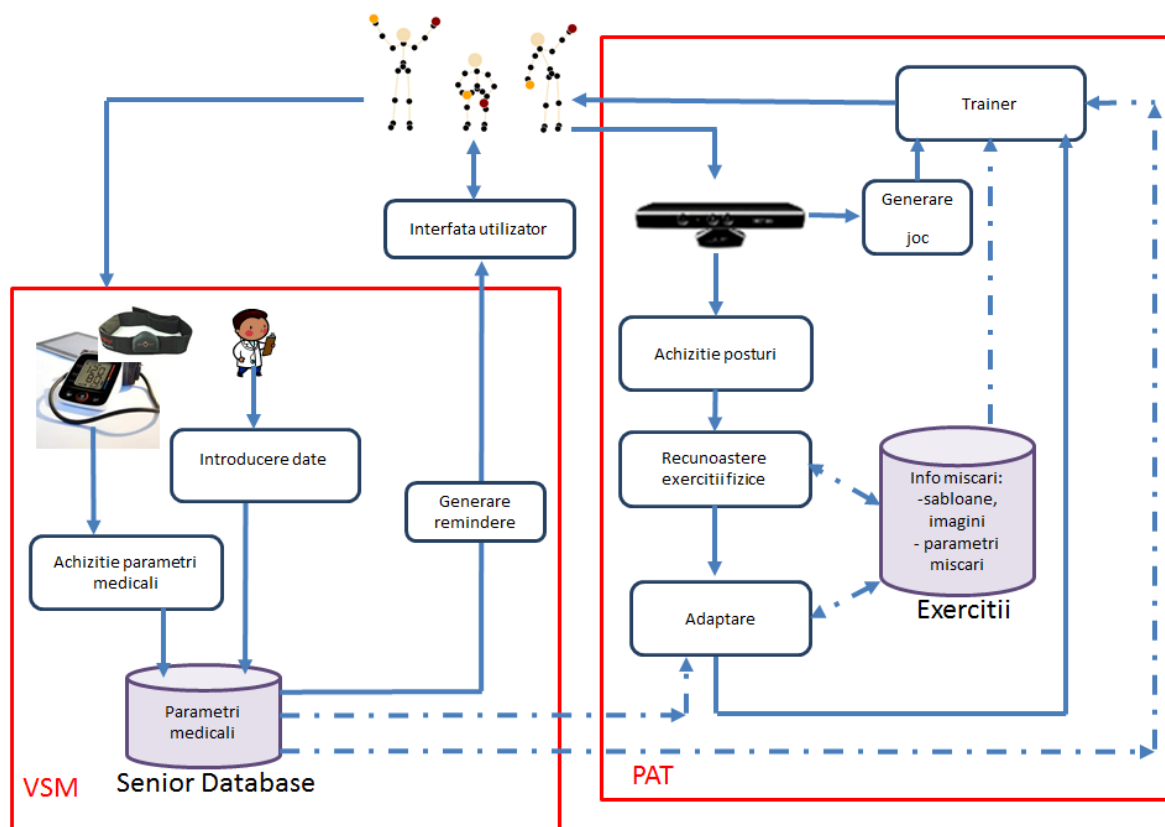 Trainer
Generare
joc
Interfata utilizator
Achizitie posturi
Introducere date
Recunoastere
exercitii fizice
Info miscari:
-sabloane,
imagini
- parametri
miscari
Generare
remindere
Achizitie parametri
medicali
Exercitii
Adaptare
Parametri
medicali
VSM
Senior Database
PAT